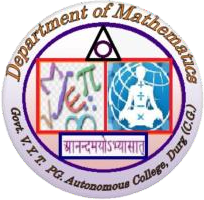 Department of Mathematics
आनन्दमयोऽभ्यासात्
Govt. V. Y. T. PG. Autonomous College, Durg (C.G.)